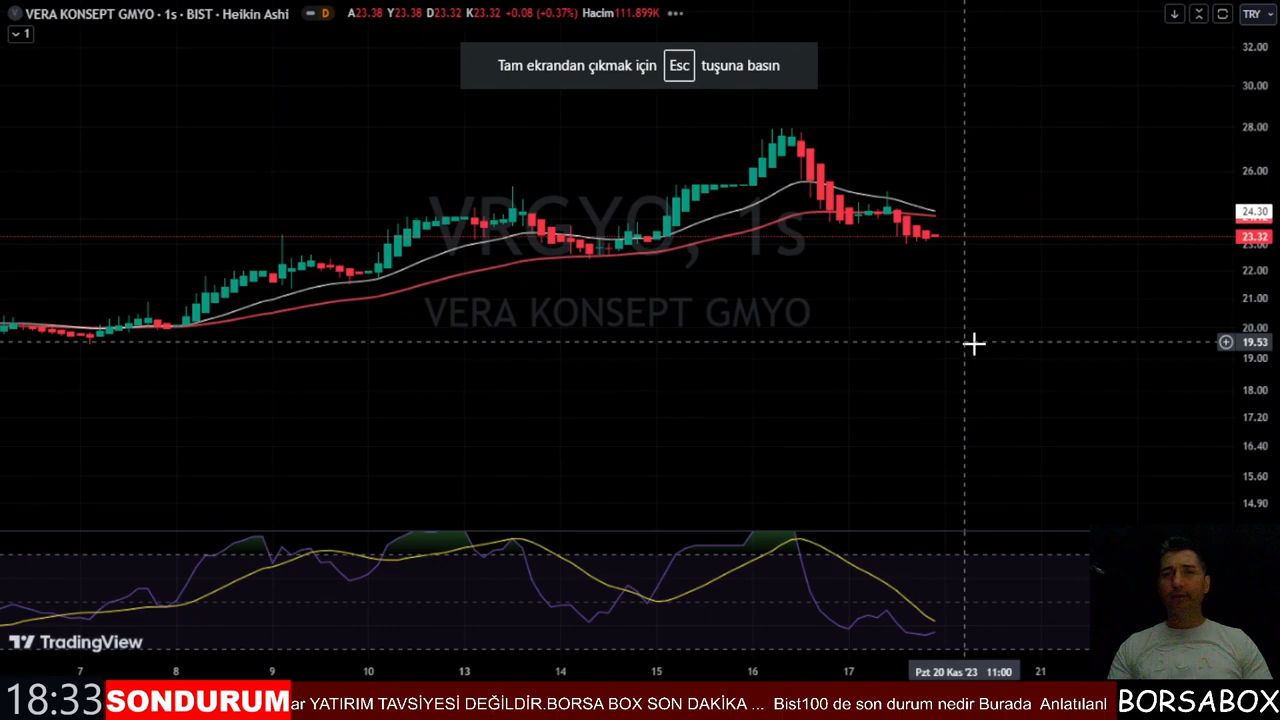 VERA KONSEPT GMYO · 1s · BIST · Heikin Ashi D A23.38 Y23.38 D23.32 K23.32 +0.08 (+0.37%) Hacim111.899K
TRY
1
Tam ekrandan çıkmak için Esc tuşuna basın
32.00
30.00
28.00
26.00
24.30
23.32
23.00
22.00
21.00
20.00
19.53
19.00
18.00
17.20
16.40
15.60
14.90
VRGYO, 1s
VERA KONSEPT GMYO
TradingView
7 8 9 10 13 14 15 16 17 Pzt 20 Kas '23 11:00 21
18:33 SONDURUM ar YATIRIM TAVSİYESİ DEĞİLDİR.BORSA BOX SON DAKİKA ... Bist100 de son durum nedir Burada Anlatılanl BORSABOX